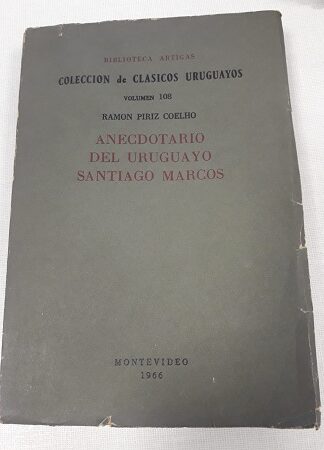 BIBLIOTECA ARTIGAS
COLECCION de CLASICOS URUGUAYOS
VOLUMEN 108
RAMON PIRIZ COELHO
ANECDOTARIO
DEL URUGUAYO
SANTIAGO MARCOS
MONTEVIDEO
1966